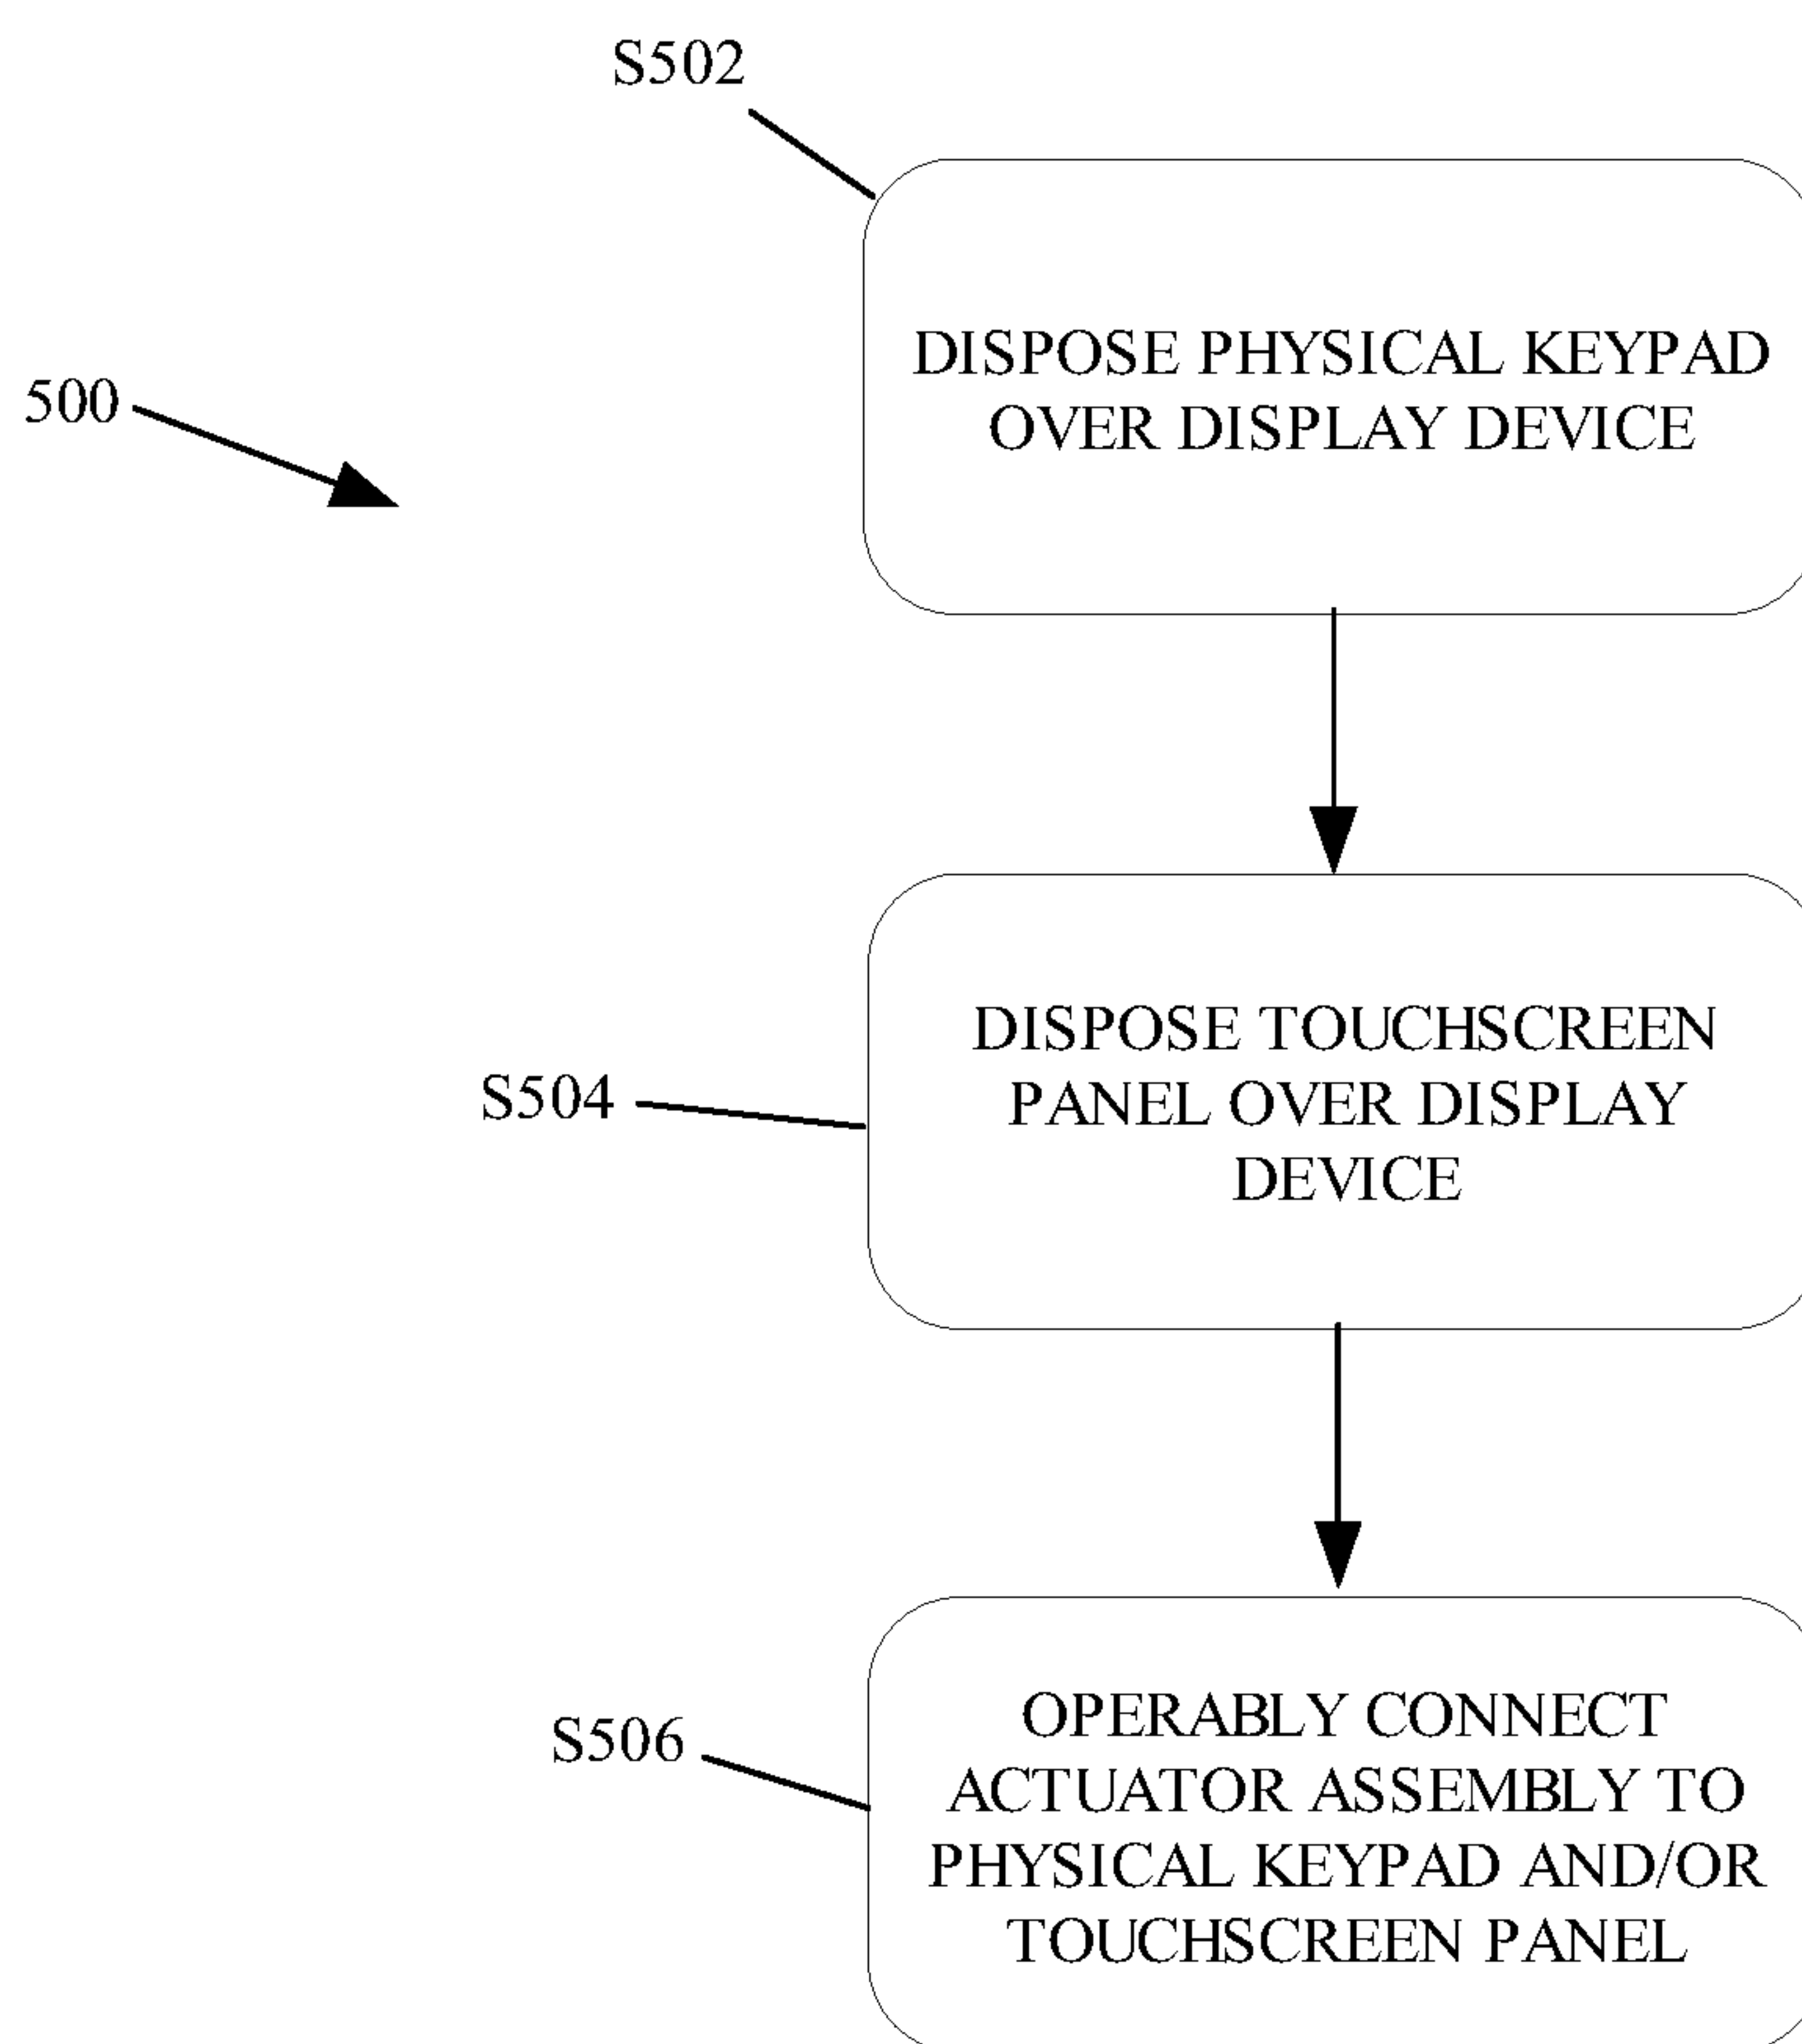 S502
DISPOSE PHYSICAL KEYPAD
OVER DISPLAY DEVICE
500
DISPOSE TOUCHSCREEN
PANEL OVER DISPLAY
DEVICE
S504
OPERABLY CONNECT
ACTUATOR ASSEMBLY TO
PHYSICAL KEYPAD AND/OR
TOUCHSCREEN PANEL
S506